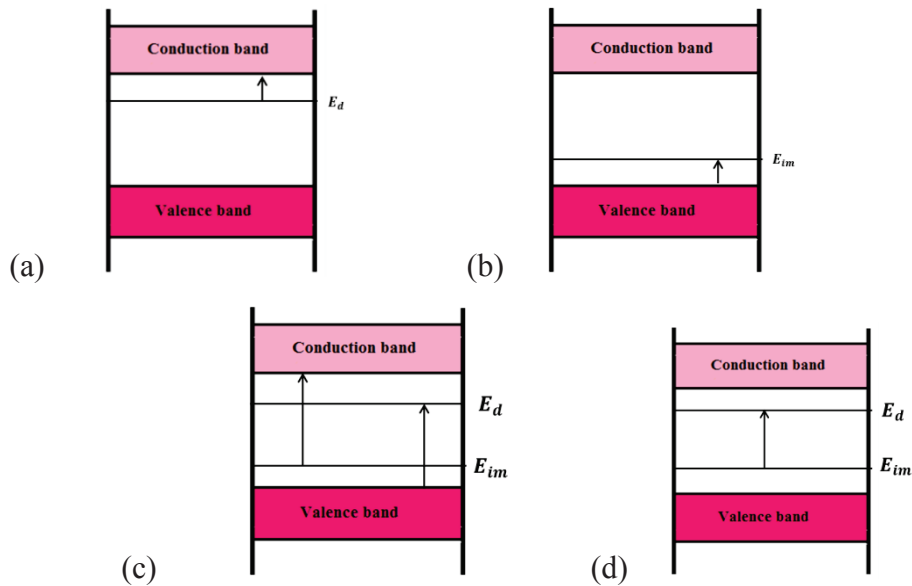 Conduction band
E_d
Valence band
(a)
Conduction band
E_im
Valence band
(b)
Conduction band
E_d
E_im
Valence band
(c)
Conduction band
E_d
E_im
Valence band
(d)